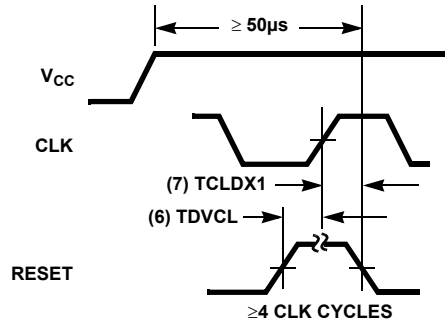 ≥ 50µs
VCC
CLK
(7) TCLDX1
(6) TDVCL
RESET
≥4 CLK CYCLES